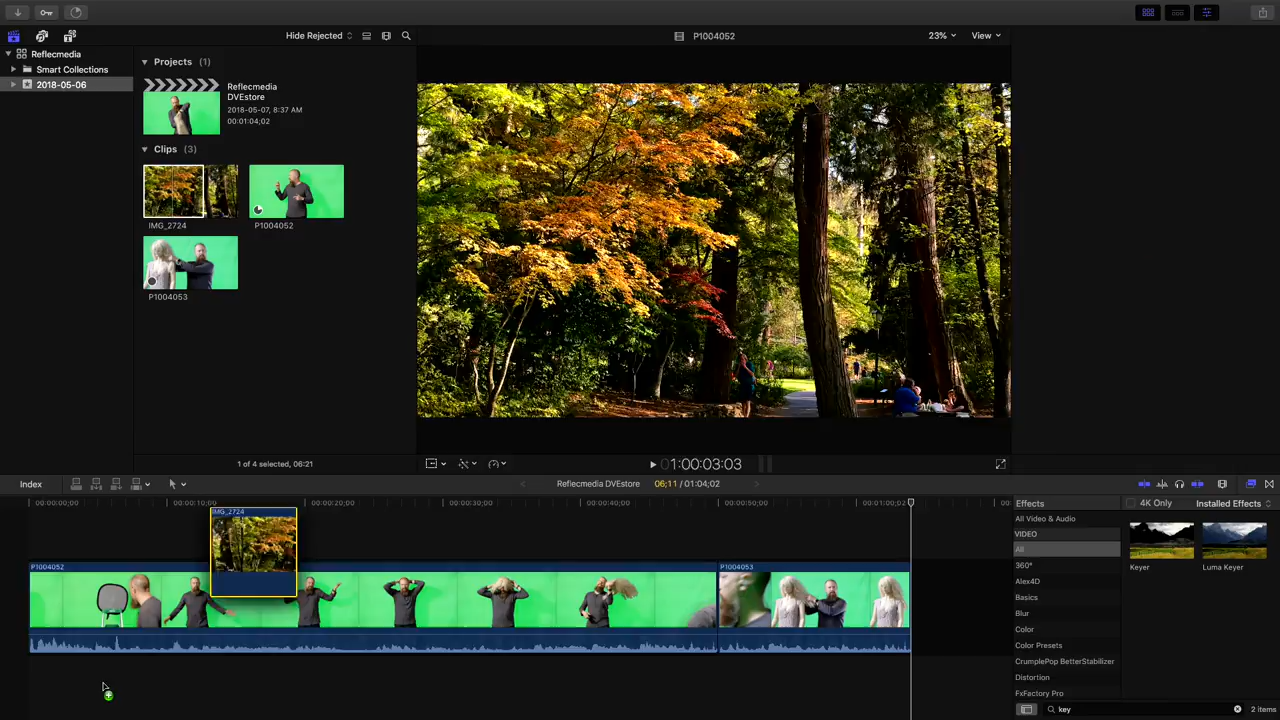 Hide Rejected
P1004052
23%
View
Reflecmedia
Smart Collections
2018-05-06
Projects (1)
Reflecmedia
DVEstore
2018-05-07, 8:37 AM
00:01:04;02
Clips (3)
IMG_2724
P1004052
P1004053
1 of 4 selected, 06:21
1:00:03:03
Index
Reflecmedia DVEstore
06;11 / 01:04;02
00:00:00;00
00:00:10;00
00:00:20;00
00:00:30;00
00:00:40;00
00:00:50;00
00:01:00;02
00:
IMG_2724
P1004052
P1004053
Effects
4K Only
Installed Effects
All Video & Audio
VIDEO
All
360°
Alex4D
Basics
Blur
Color
Color Presets
CrumplePop BetterStabilizer
Distortion
FxFactory Pro
Keyer
Luma Keyer
key
2 items